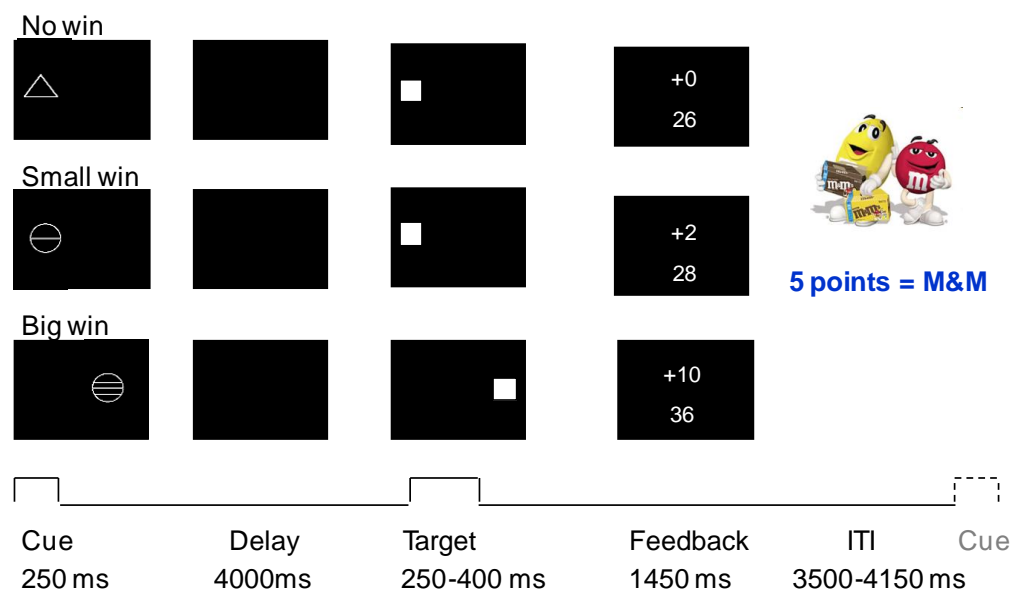 No win
+0
26
Small win
+2
28
5 points = M&M
Big win
+10
36
Cue
Delay
Target
Feedback
ITI
Cue
250 ms
4000ms
250-400 ms
1450 ms
3500-4150 ms